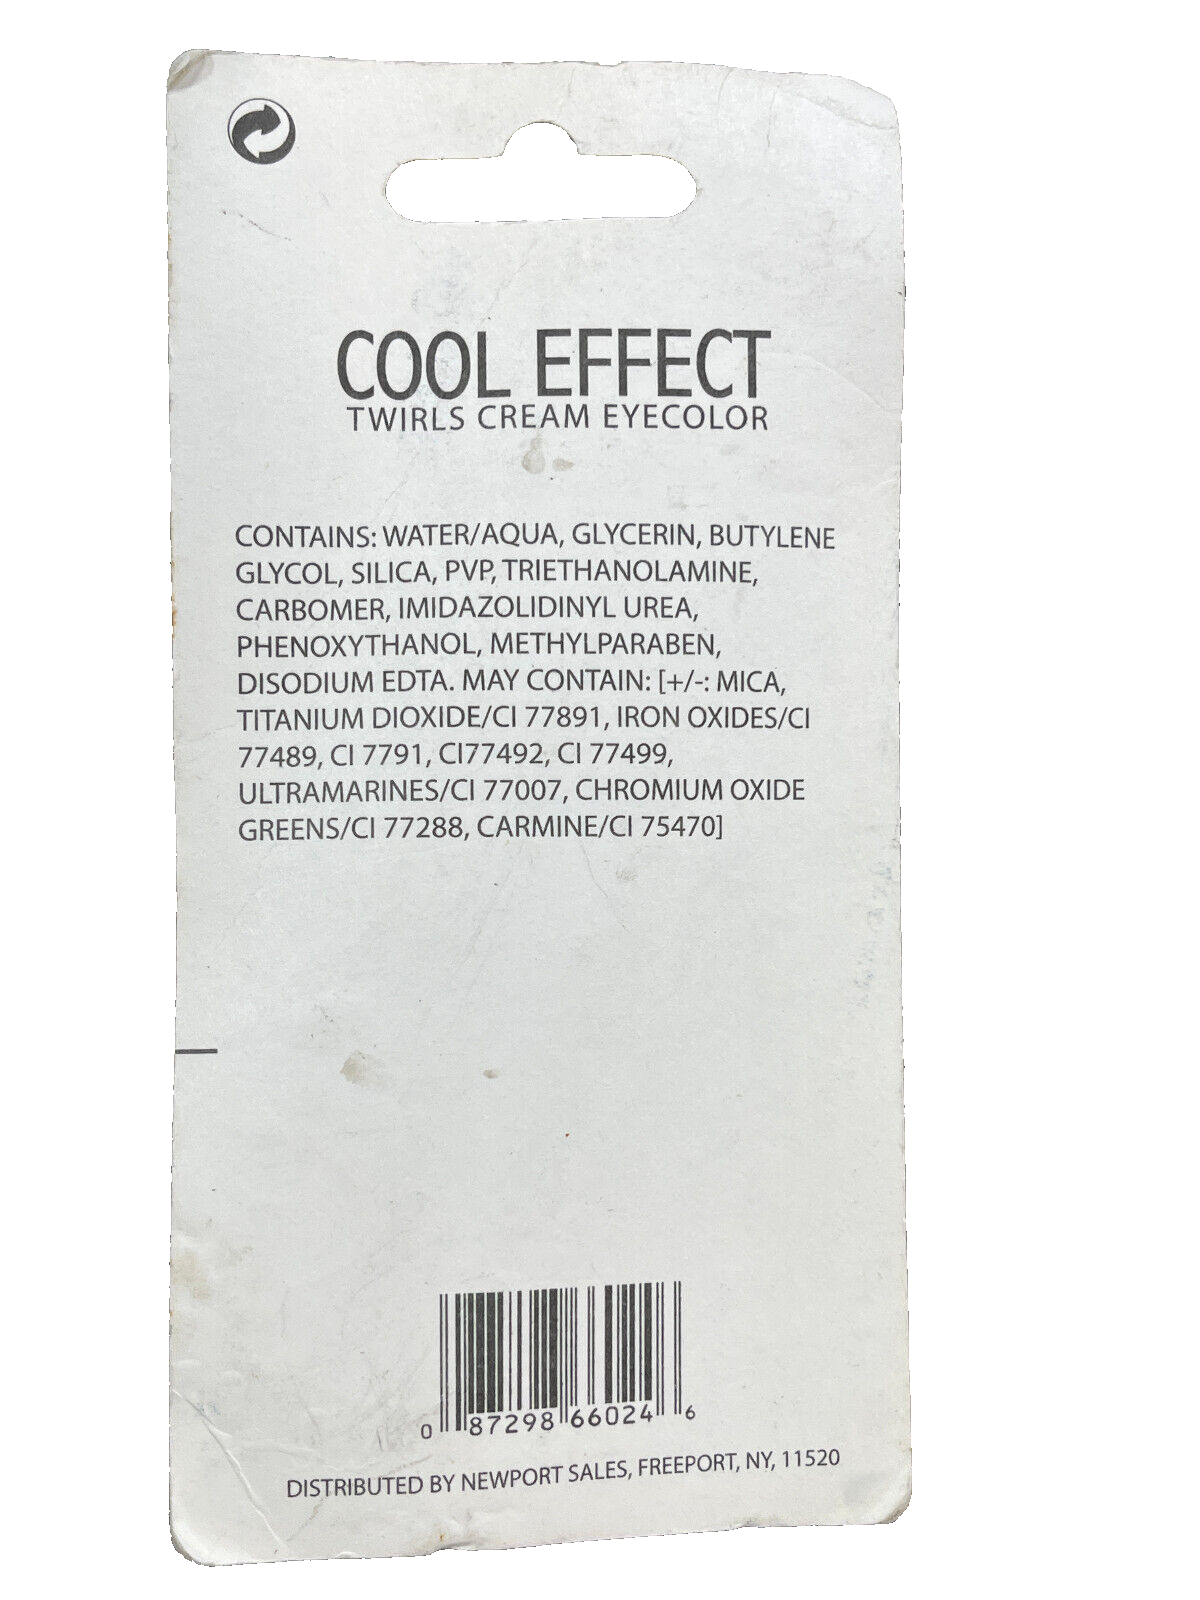 COOL EFFECT
TWIRLS CREAM EYECOLOR
CONTAINS: WATER/AQUA, GLYCERIN, BUTYLENE
GLYCOL, SILICA, PVP, TRIETHANOLAMINE,
CARBOMER, IMIDAZOLIDINYL UREA,
PHENOXYTHANOL, METHYLPARABEN,
DISODIUM EDTA. MAY CONTAIN: [+/-: MICA,
TITANIUM DIOXIDE/CI 77891, IRON OXIDES/CI
77489, CI 7791, CI77492, CI 77499,
ULTRAMARINES/CI 77007, CHROMIUM OXIDE
GREENS/CI 77288, CARMINE/CI 75470]
0 87298 66024 6
DISTRIBUTED BY NEWPORT SALES, FREEPORT, NY, 11520